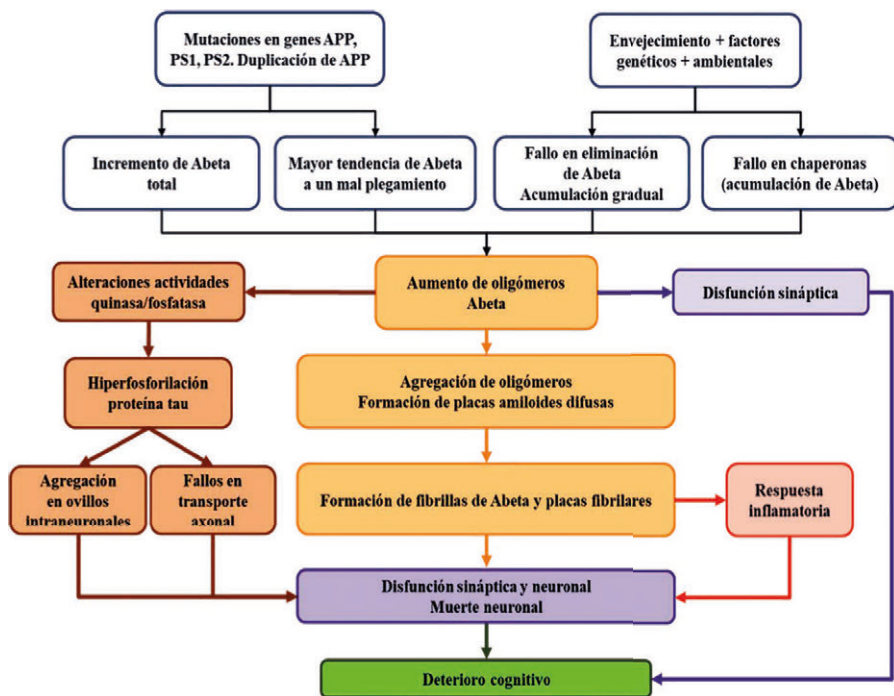 Mutaciones en genes APP,
PS1, PS2. Duplicación de APP
Envejecimiento + factores
genéticos + ambientales
Incremento de Abeta
total
Mayor tendencia de Abeta
a un mal plegamiento
Fallo en eliminación
de Abeta
Acumulación gradual
Fallo en chaperonas
(acumulación de Abeta)
Alteraciones actividades
quinasa/fosfatasa
Aumento de oligómeros
Abeta
Disfunción sináptica
Hiperfosforilación
proteína tau
Agregación de oligómeros
Formación de placas amiloides difusas
Agregación
en ovillos
intraneuronales
Fallos en
transporte
axonal
Formación de fibrillas de Abeta y placas fibrilares
Respuesta
inflamatoria
Disfunción sináptica y neuronal
Muerte neuronal
Deterioro cognitivo